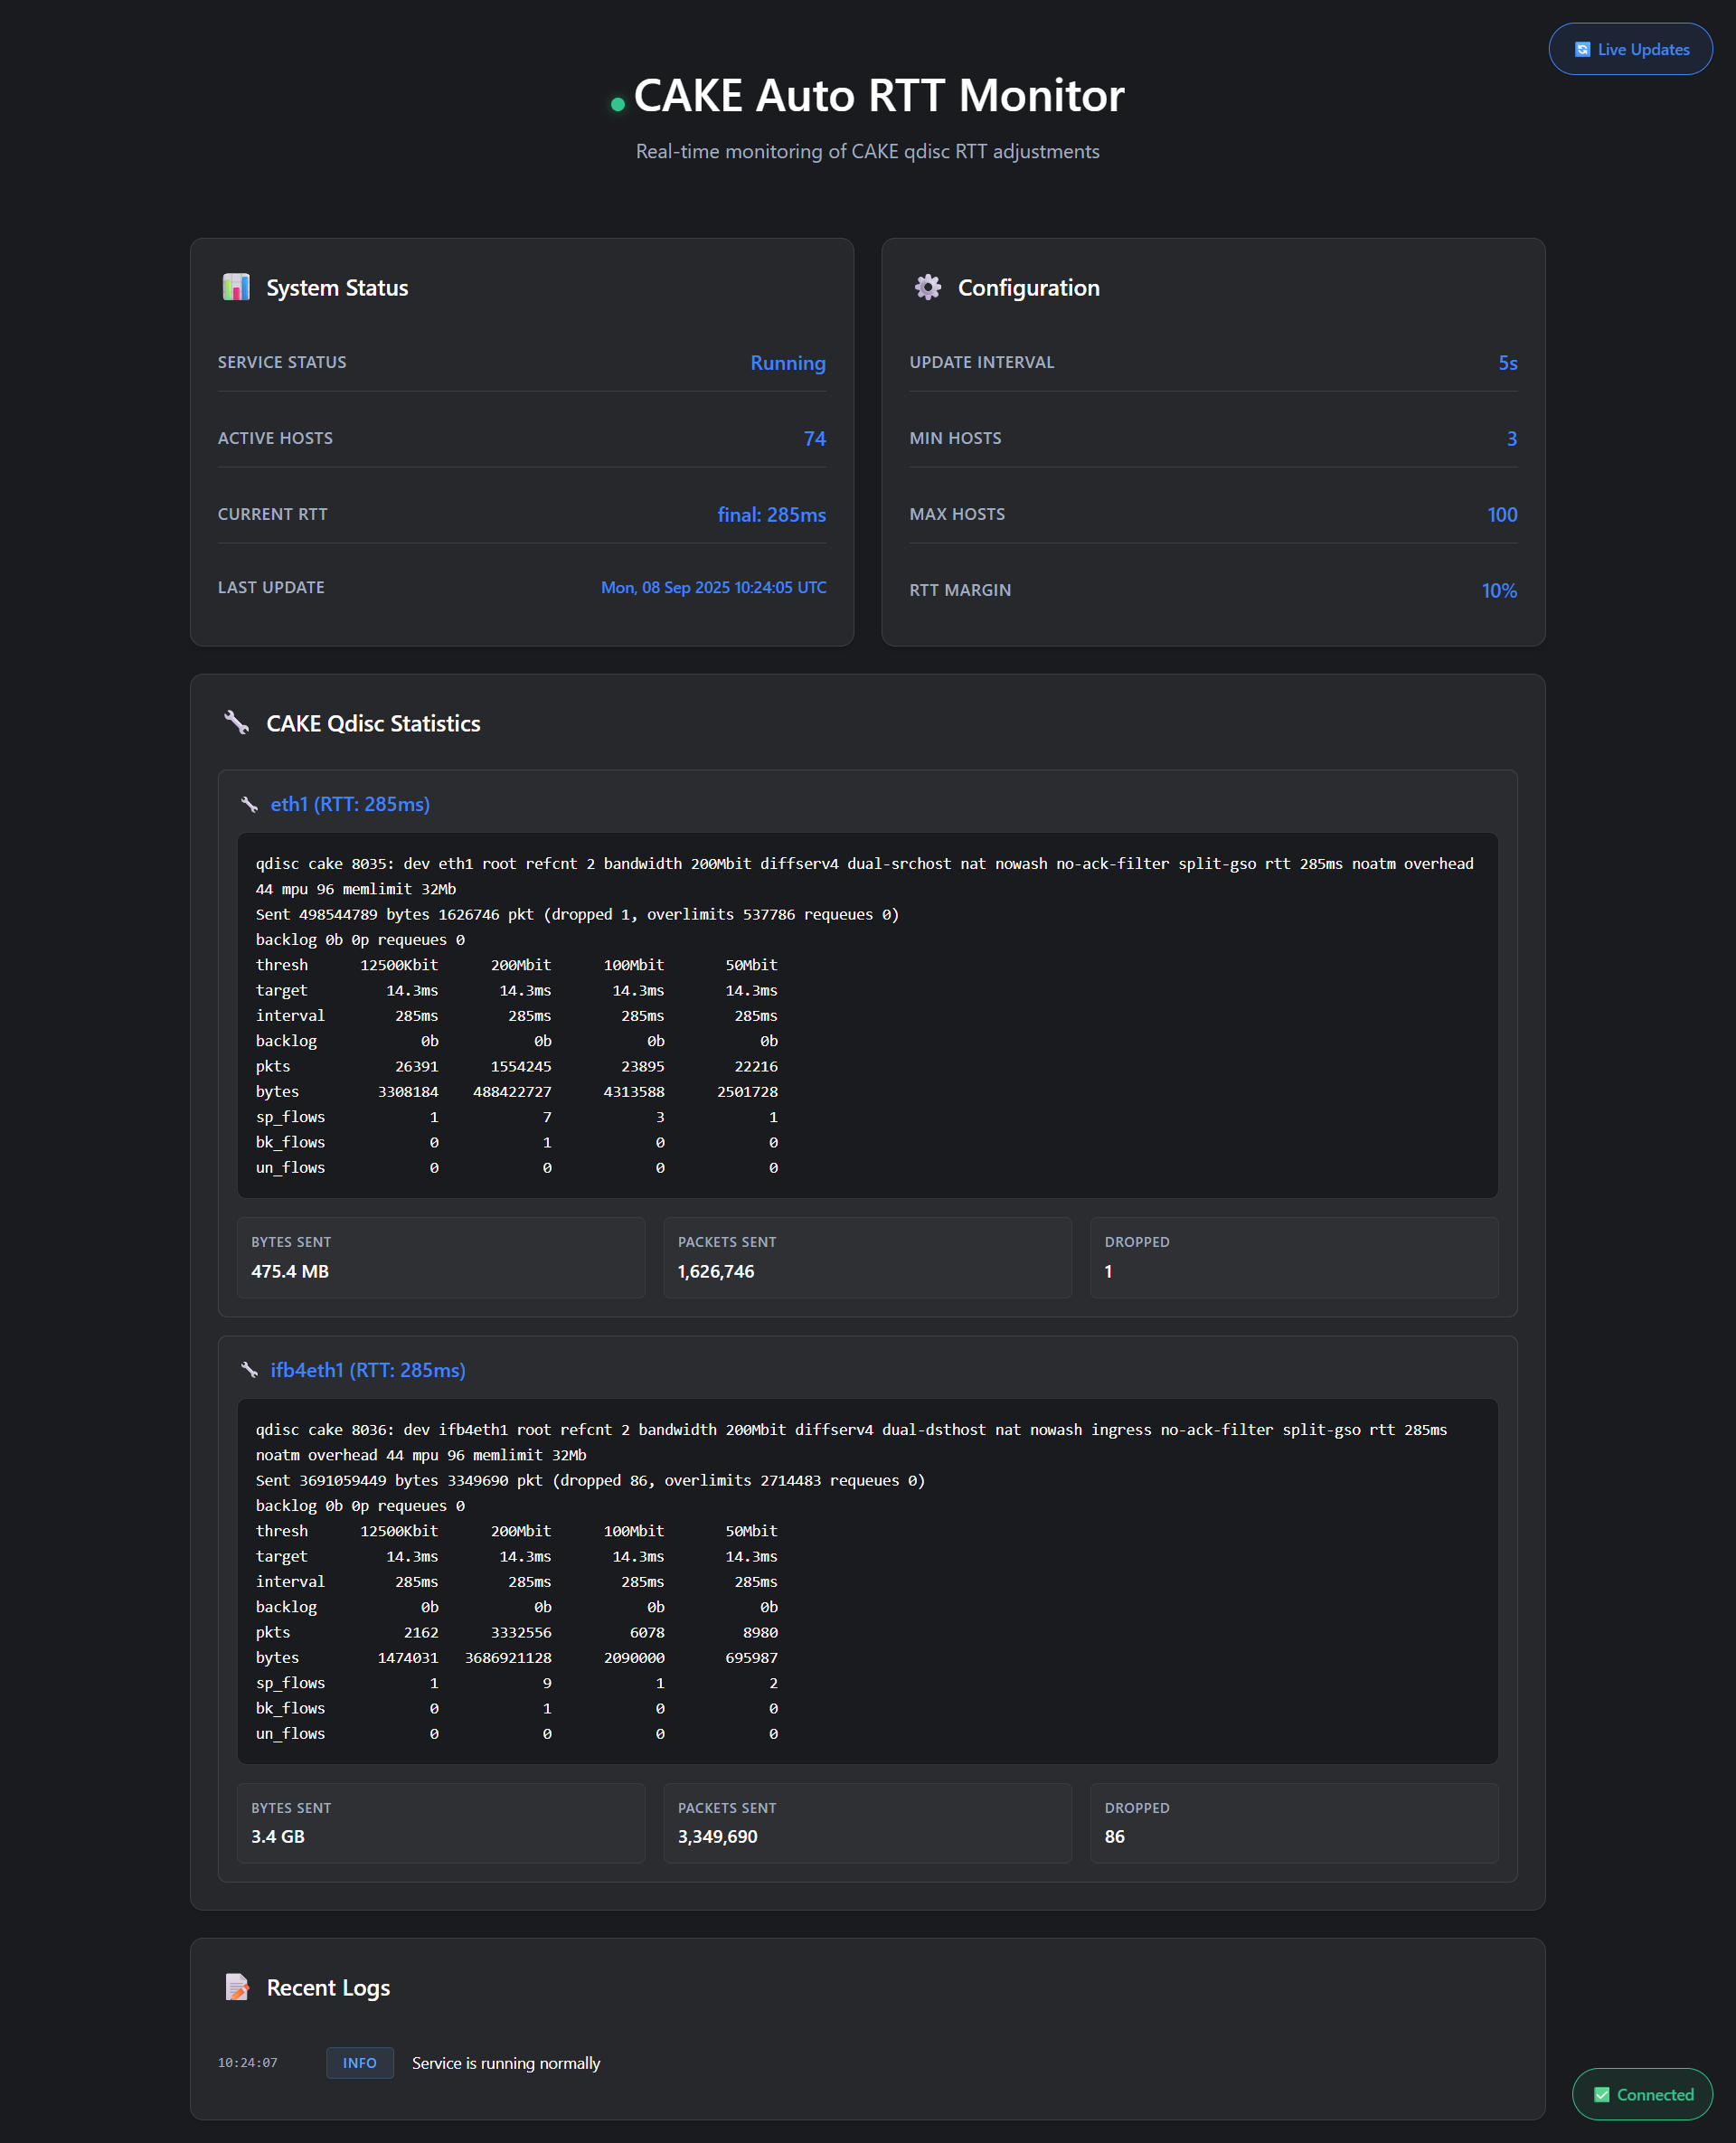 Live Updates
CAKE Auto RTT Monitor
Real-time monitoring of CAKE qdisc RTT adjustments
System Status
SERVICE STATUS Running
ACTIVE HOSTS 74
CURRENT RTT final: 285ms
LAST UPDATE Mon, 08 Sep 2025 10:24:05 UTC
Configuration
UPDATE INTERVAL 5s
MIN HOSTS 3
MAX HOSTS 100
RTT MARGIN 10%
CAKE Qdisc Statistics
eth1 (RTT: 285ms)
qdisc cake 8035: dev eth1 root refcnt 2 bandwidth 200Mbit diffserv4 dual-srchost nat nowash no-ack-filter split-gso rtt 285ms noatm overhead
44 mpu 96 memlimit 32Mb
Sent 498544789 bytes 1626746 pkt (dropped 1, overlimits 537786 requeues 0)
backlog 0b 0p requeues 0
thresh 12500Kbit 200Mbit 100Mbit 50Mbit
target 14.3ms 14.3ms 14.3ms 14.3ms
interval 285ms 285ms 285ms 285ms
backlog 0b 0b 0b 0b
pkts 26391 1554245 23895 22216
bytes 3308184 488422727 4313588 2501728
sp_flows 1 7 3 1
bk_flows 0 1 0 0
un_flows 0 0 0 0
BYTES SENT
475.4 MB
PACKETS SENT
1,626,746
DROPPED
1
ifb4eth1 (RTT: 285ms)
qdisc cake 8036: dev ifb4eth1 root refcnt 2 bandwidth 200Mbit diffserv4 dual-dsthost nat nowash ingress no-ack-filter split-gso rtt 285ms
noatm overhead 44 mpu 96 memlimit 32Mb
Sent 3691059449 bytes 3349690 pkt (dropped 86, overlimits 2714483 requeues 0)
backlog 0b 0p requeues 0
thresh 12500Kbit 200Mbit 100Mbit 50Mbit
target 14.3ms 14.3ms 14.3ms 14.3ms
interval 285ms 285ms 285ms 285ms
backlog 0b 0b 0b 0b
pkts 2162 3332556 6078 8980
bytes 1474031 3686921128 2090000 695987
sp_flows 1 9 1 2
bk_flows 0 1 0 0
un_flows 0 0 0 0
BYTES SENT
3.4 GB
PACKETS SENT
3,349,690
DROPPED
86
Recent Logs
10:24:07 INFO Service is running normally
Connected